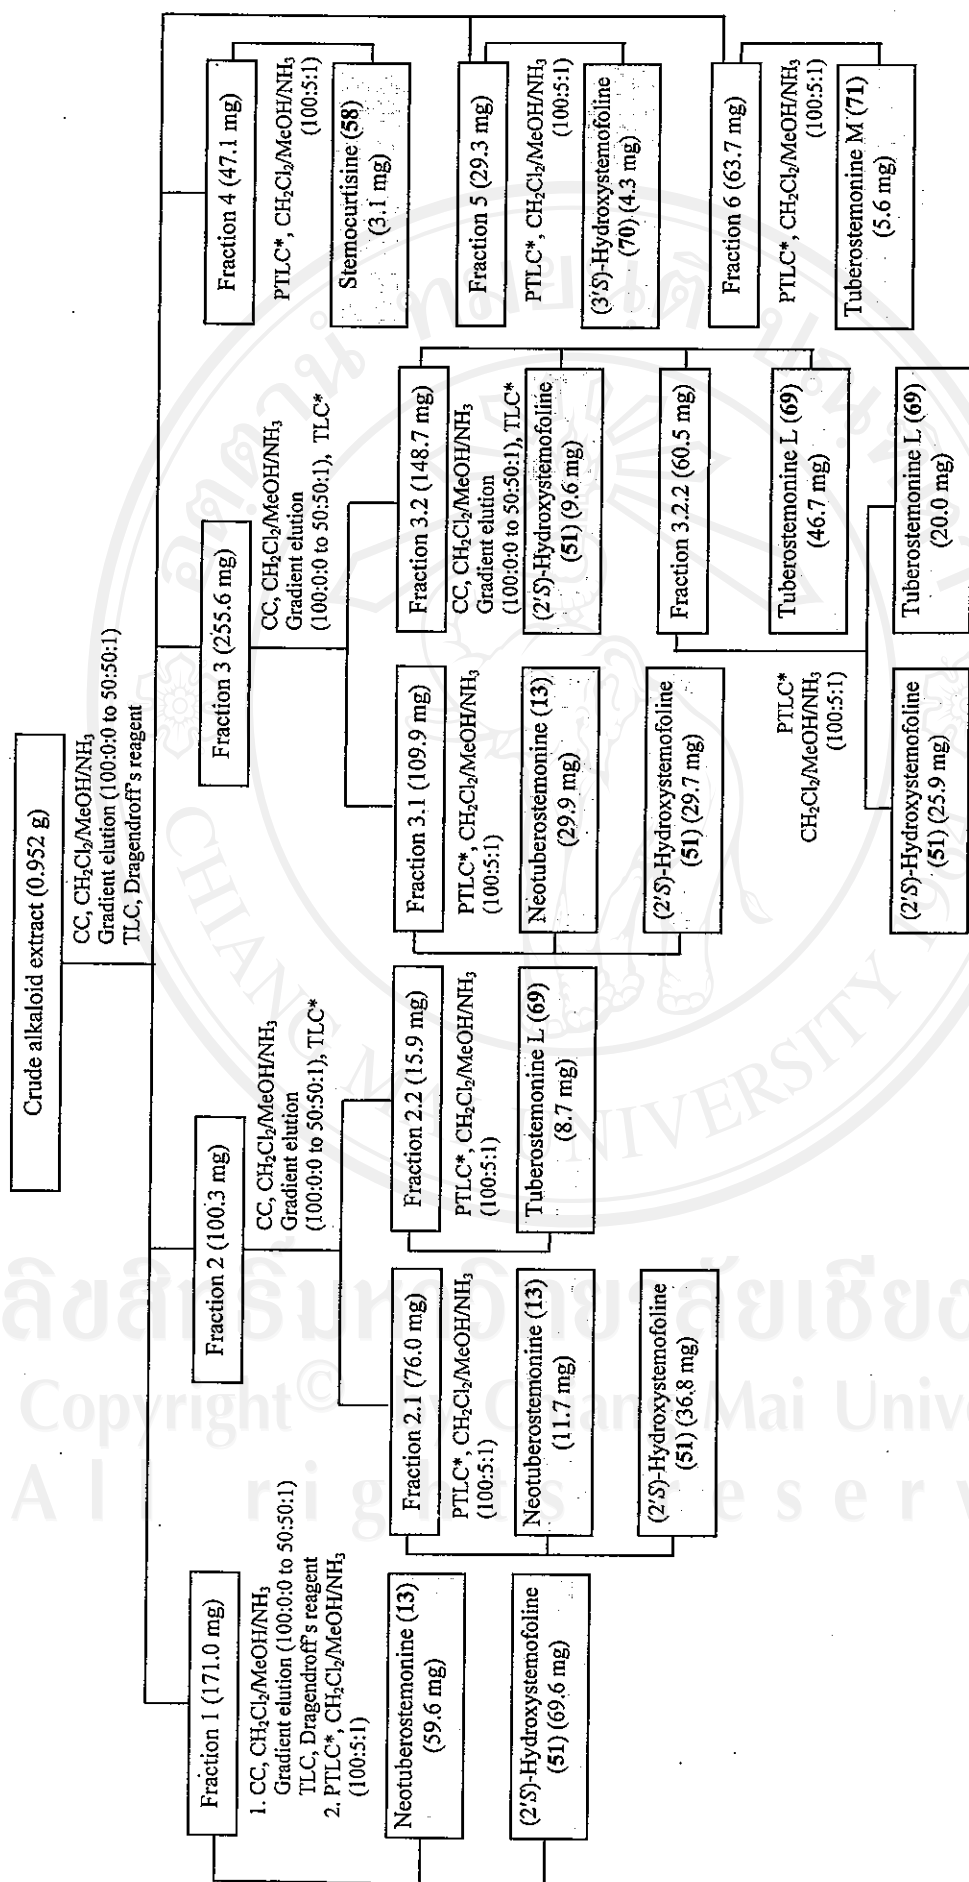 Crude alkaloid extract (0.952 g)
CC, CH₂Cl₂/MeOH/NH₃
Gradient elution (100:0:0 to 50:50:1)
TLC, Dragendroff's reagent
Fraction 1 (171.0 mg)
1. CC, CH₂Cl₂/MeOH/NH₃
Gradient elution (100:0:0 to 50:50:1)
TLC, Dragendroff's reagent
2. PTLC*, CH₂Cl₂/MeOH/NH₃
(100:5:1)
Neotuberostemonine (13)
(59.6 mg)
(2'S)-Hydroxystemofoline
(51) (69.6 mg)
Fraction 2 (100.3 mg)
CC, CH₂Cl₂/MeOH/NH₃
Gradient elution
(100:0:0 to 50:50:1), TLC*
Fraction 2.1 (76.0 mg)
PTLC*, CH₂Cl₂/MeOH/NH₃
(100:5:1)
Neotuberostemonine (13)
(11.7 mg)
(2'S)-Hydroxystemofoline
(51) (36.8 mg)
Fraction 2.2 (15.9 mg)
PTLC*, CH₂Cl₂/MeOH/NH₃
(100:5:1)
Tuberostemonine L (69)
(8.7 mg)
Fraction 3 (255.6 mg)
CC, CH₂Cl₂/MeOH/NH₃
Gradient elution
(100:0:0 to 50:50:1), TLC*
Fraction 3.1 (109.9 mg)
PTLC*, CH₂Cl₂/MeOH/NH₃
(100:5:1)
Neotuberostemonine (13)
(29.9 mg)
(2'S)-Hydroxystemofoline
(51) (29.7 mg)
Fraction 3.2 (148.7 mg)
CC, CH₂Cl₂/MeOH/NH₃
Gradient elution
(100:0:0 to 50:50:1), TLC*
(2'S)-Hydroxystemofoline
(51) (9.6 mg)
Fraction 3.2.2 (60.5 mg)
Tuberostemonine L (69)
(46.7 mg)
PTLC*
CH₂Cl₂/MeOH/NH₃
(100:5:1)
(2'S)-Hydroxystemofoline
(51) (25.9 mg)
Tuberostemonine L (69)
(20.0 mg)
Fraction 4 (47.1 mg)
PTLC*, CH₂Cl₂/MeOH/NH₃
(100:5:1)
Stemocurtisine (58)
(3.1 mg)
Fraction 5 (29.3 mg)
PTLC*, CH₂Cl₂/MeOH/NH₃
(100:5:1)
(3'S)-Hydroxystemofoline
(70) (4.3 mg)
Fraction 6 (63.7 mg)
PTLC*, CH₂Cl₂/MeOH/NH₃
(100:5:1)
Tuberostemonine M (71)
(5.6 mg)
CHIANG MAI UNIVERSITY
Copyright© Mai Unive
All rights reserv